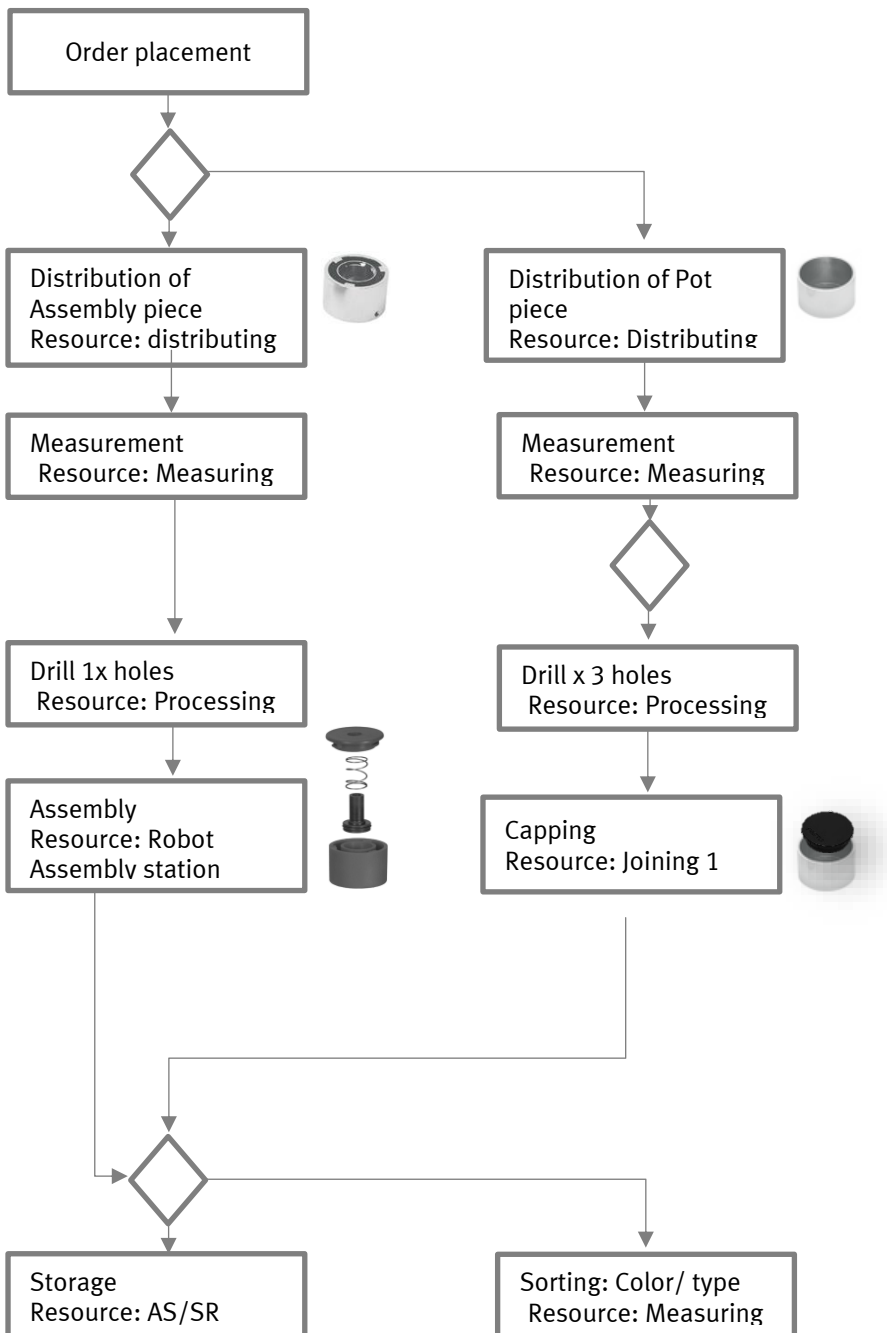 Order placement
Distribution of
Assembly piece
Resource: distributing
Distribution of Pot
piece
Resource: Distributing
Measurement
Resource: Measuring
Measurement
Resource: Measuring
Drill 1x holes
Resource: Processing
Drill x 3 holes
Resource: Processing
Assembly
Resource: Robot
Assembly station
Capping
Resource: Joining 1
Storage
Resource: AS/SR
Sorting: Color/ type
Resource: Measuring